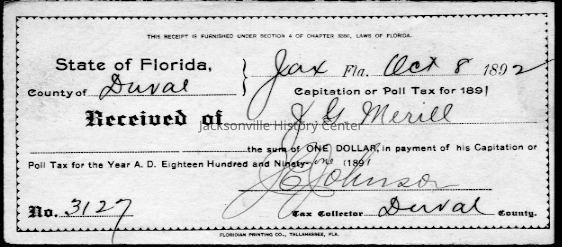 THIS RECEIPT IS FURNISHED UNDER SECTION 4 OF CHAPTER 3850, LAWS OF FLORIDA.
State of Florida, } Jax Fla. Oct 8 1892
County of Duval
Capitation or Poll Tax for 1891
Received of J G Merill
Jacksonville History Center
the sum of ONE DOLLAR, in payment of his Capitation or
Poll Tax for the Year A. D. Eighteen Hundred and Ninety-one (1891
Johnson
No. 3127 Tax Collector Duval County.
FLORIDIAN PRINTING CO., TALLAHASSEE, FLA.